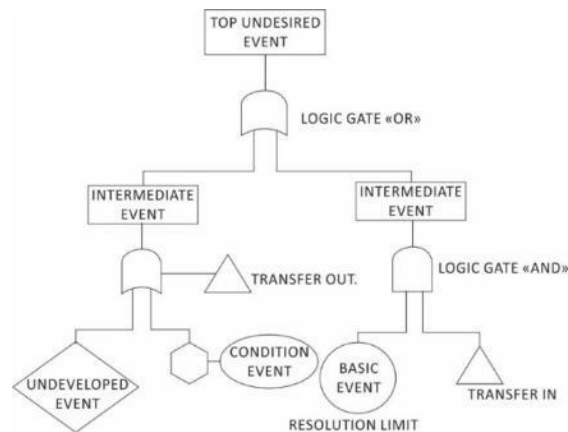 TOP UNDESIRED
EVENT
LOGIC GATE «OR»
INTERMEDIATE
EVENT
INTERMEDIATE
EVENT
LOGIC GATE «AND»
TRANSFER OUT.
UNDEVELOPED
EVENT
CONDITION
EVENT
BASIC
EVENT
TRANSFER IN
RESOLUTION LIMIT